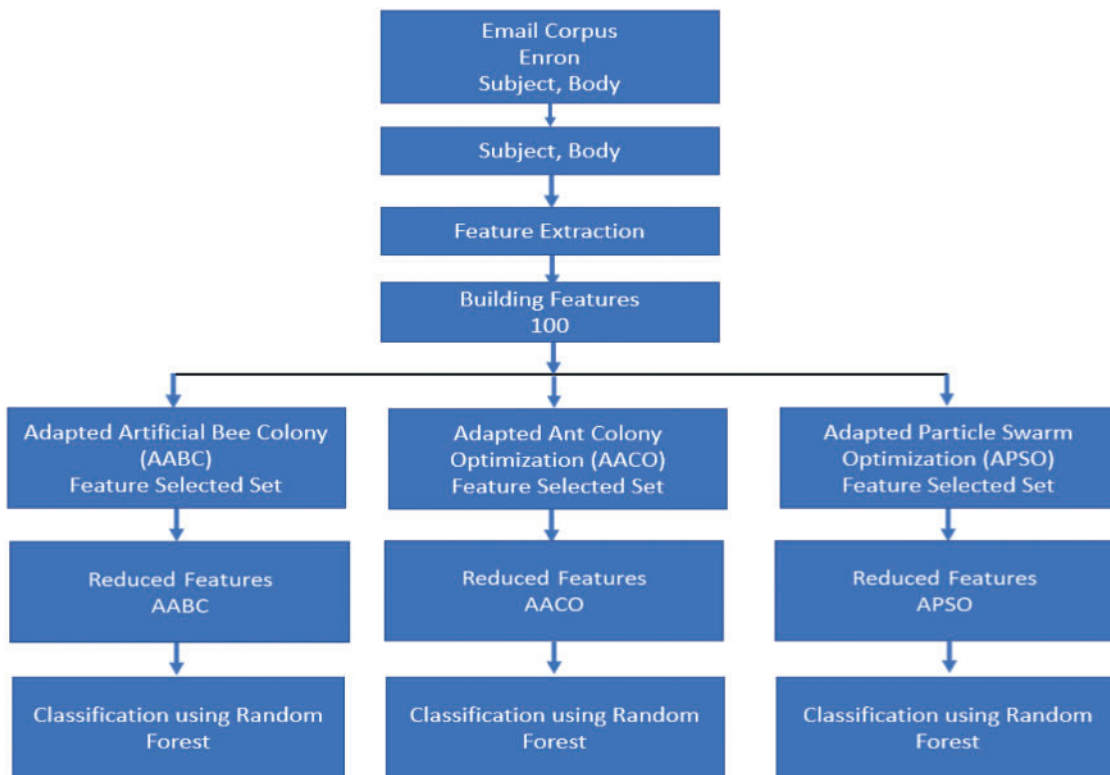 Email Corpus
Enron
Subject, Body
Subject, Body
Feature Extraction
Building Features
100
Adapted Artificial Bee Colony
(AABC)
Feature Selected Set
Adapted Ant Colony
Optimization (AACO)
Feature Selected Set
Adapted Particle Swarm
Optimization (APSO)
Feature Selected Set
Reduced Features
AABC
Reduced Features
AACO
Reduced Features
APSO
Classification using Random
Forest
Classification using Random
Forest
Classification using Random
Forest